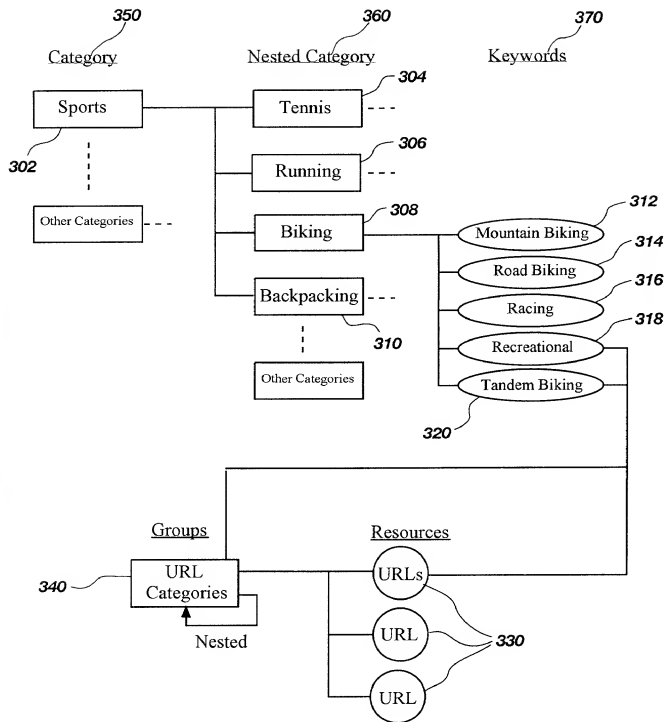 350
360
370
Category
Nested Category
Keywords
Sports
302
Tennis
304
Running
306
Other Categories
Biking
308
Mountain Biking
312
Road Biking
314
Backpacking
310
Racing
316
Recreational
318
Other Categories
Tandem Biking
320
Groups
Resources
340
URL
Categories
URLs
Nested
URL
330
URL